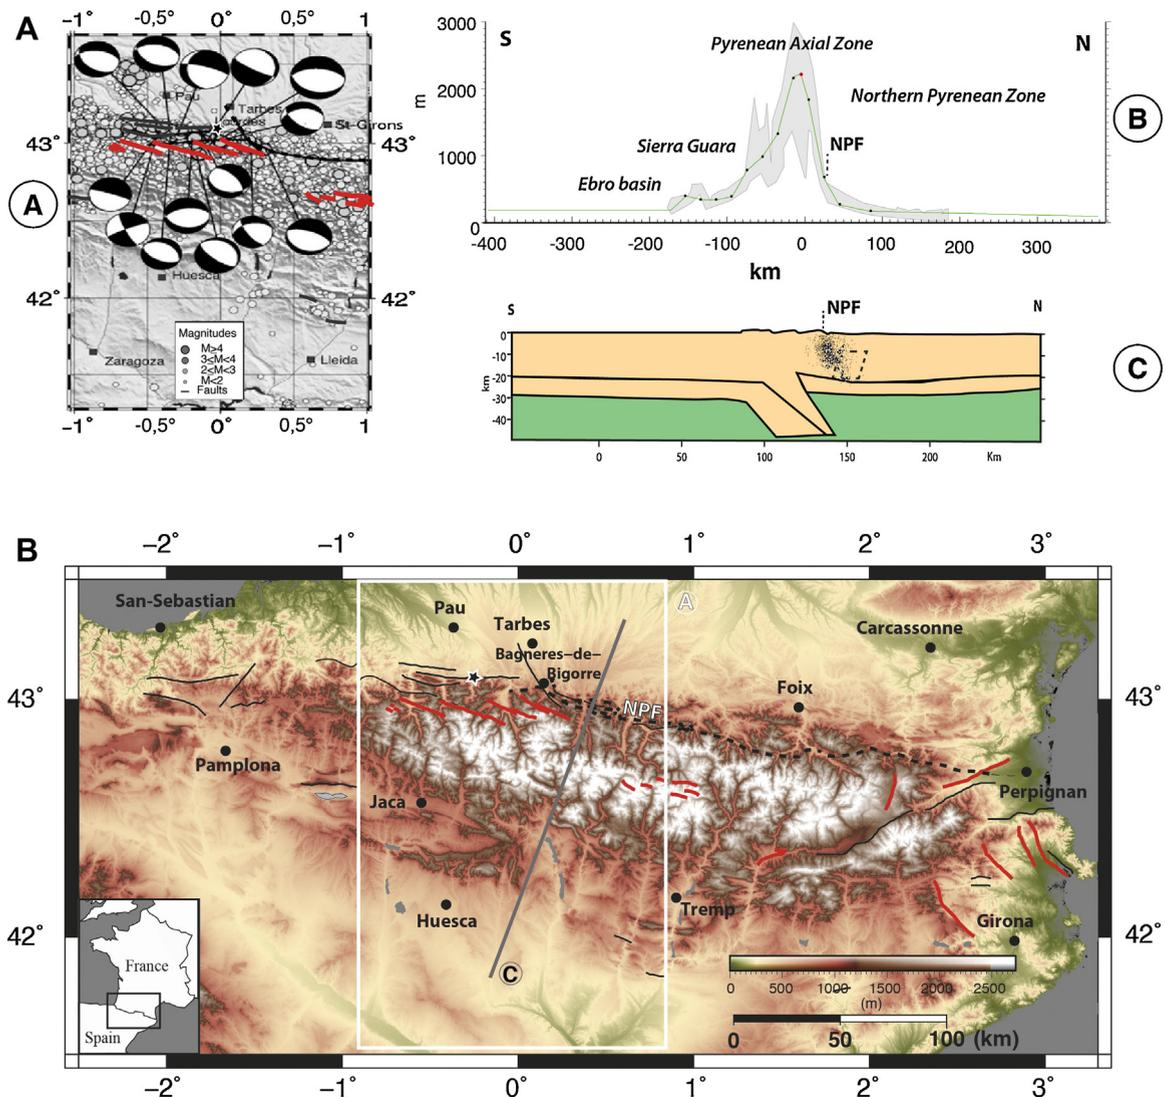 A
−1° -0,5° 0° 0,5° 1
Pau
Tarbes
St-Girons
43° 43°
A
Huesca
42° 42°
Magnitudes
M≥4
3≤M<4
2≤M<3
M<2
Faults
Zaragoza
Lleida
−1° -0,5° 0° 0,5° 1
3000
2000
1000
0
m
S
N
Pyrenean Axial Zone
Northern Pyrenean Zone
Sierra Guara
NPF
Ebro basin
-400 -300 -200 -100 0 100 200 300
km
B
S
NPF
N
0
-10
-20
-30
-40
km
0 50 100 150 200 Km
C
B
−2° −1° 0° 1° 2° 3°
San-Sebastian
Pau
Tarbes
A
Carcassonne
Bagneres–de–
Bigorre
43° 43°
Foix
NPF
Pamplona
Jaca
Perpignan
Huesca
Tremp
Girona
42° 42°
C
France
Spain
0 500 1000 1500 2000 2500
(m)
0 50 100 (km)
−2° −1° 0° 1° 2° 3°